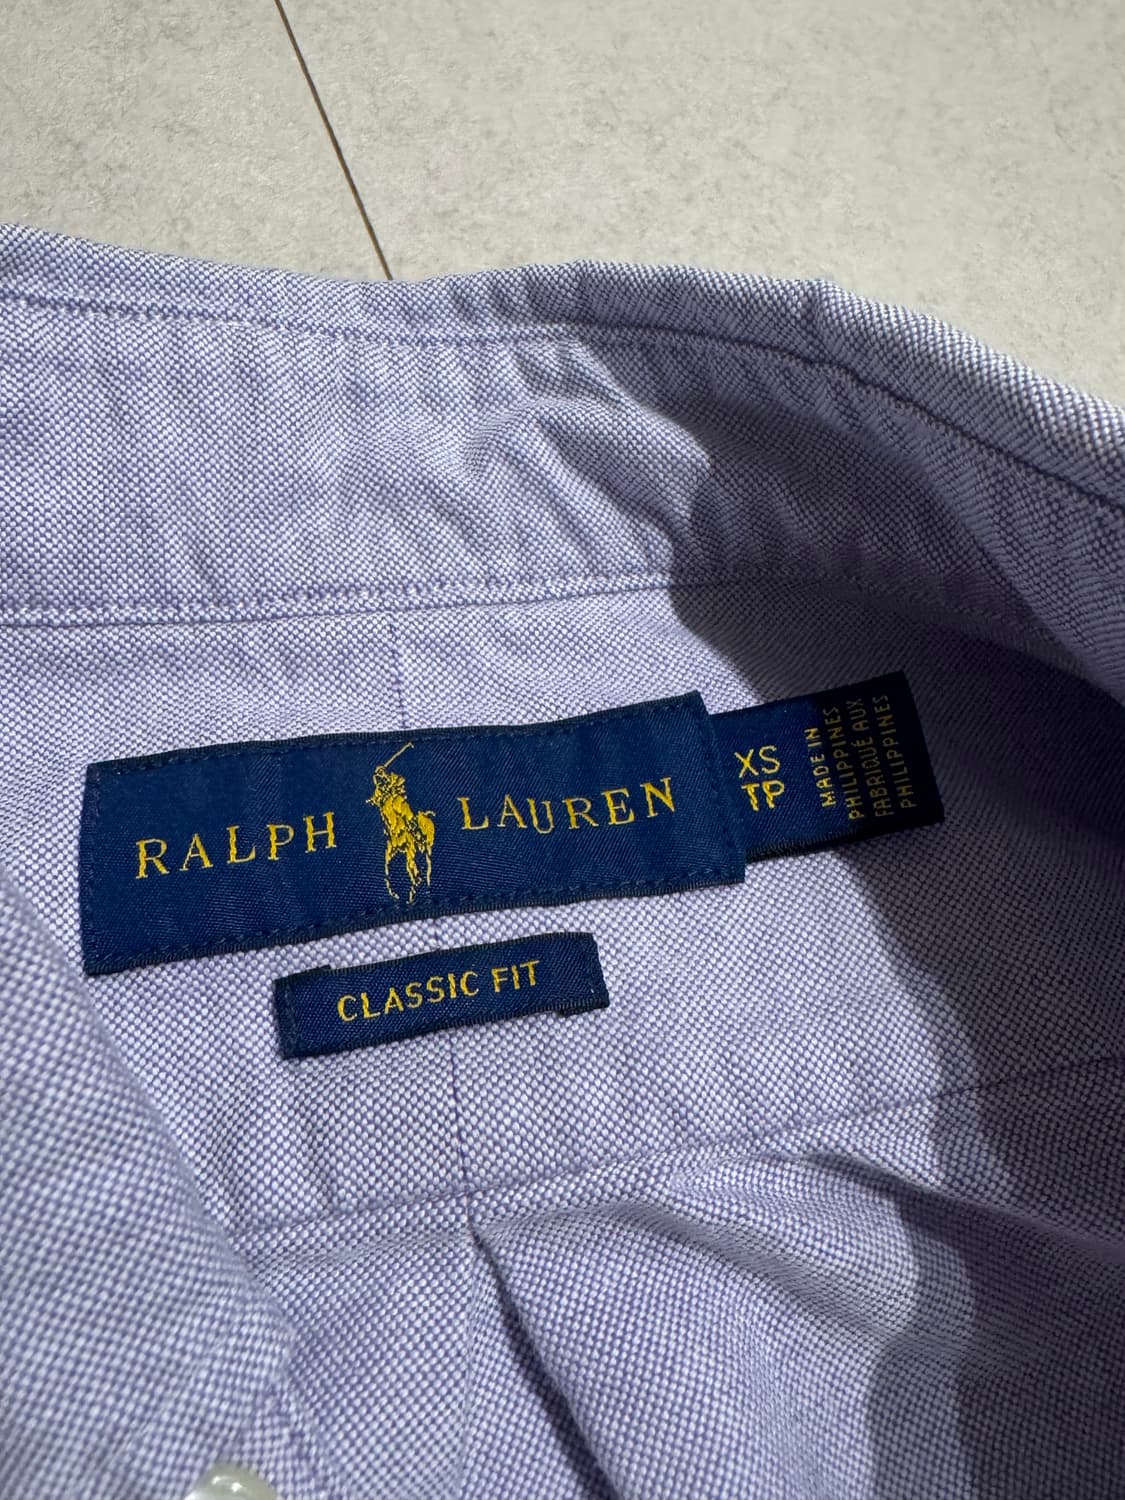 RALPH LAUREN
XS
TP
MADE IN
PHILIPPINES
FABRIQUÉ AUX
PHILIPPINES
CLASSIC FIT